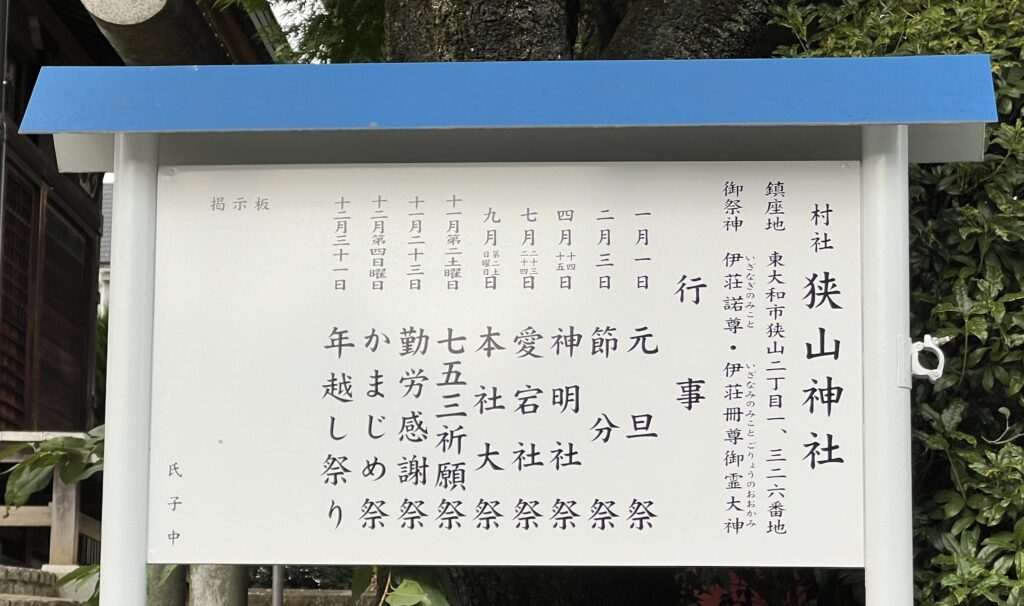 村社 狭山神社
鎮座地 東大和市狭山二丁目一、三二六番地
御祭神 伊荘諾尊・伊荘冊尊御霊大神
いざなぎのみこと いざなみのみこと ごりょうのおおかみ
行事
一月一日 元旦祭
二月三日 節分祭
四月十四十五日 神明社祭
七月二十三二十四日 愛宕社祭
九月第二土日曜日 本社大祭
十一月第二土曜日 七五三祈願祭
十一月二十三日 勤労感謝祭
十二月第四日曜日 かまじめ祭
十二月三十一日 年越し祭り
掲示板
氏子中